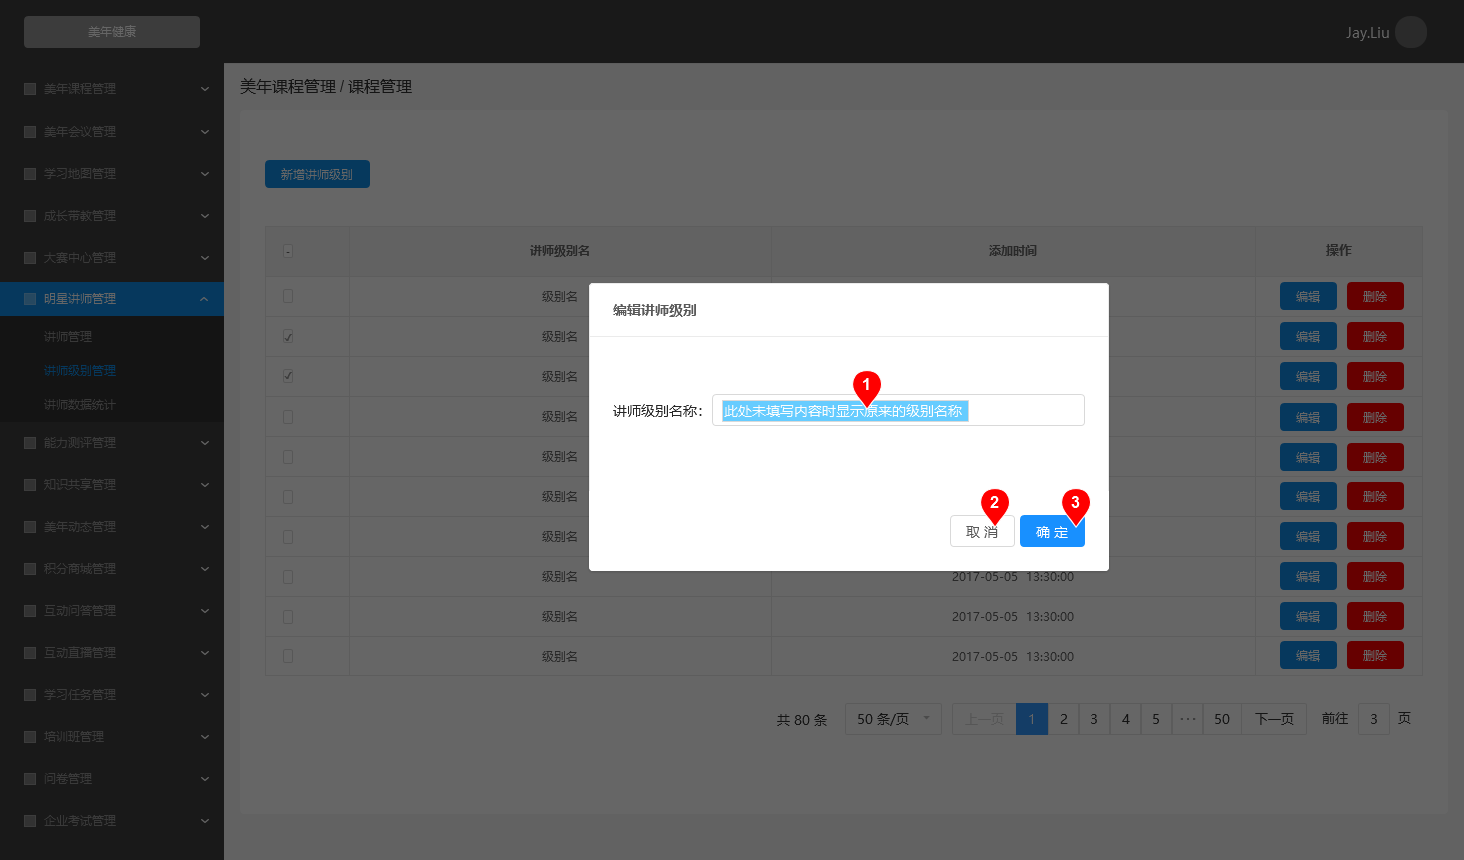 美年健康
Jay.Liu
美年课程管理
美年会议管理
学习地图管理
成长带教管理
大赛中心管理
明星讲师管理
讲师管理
讲师级别管理
讲师数据统计
能力测评管理
知识共享管理
美年动态管理
积分商城管理
互动问答管理
互动直播管理
学习任务管理
培训班管理
问卷管理
企业考试管理
美年课程管理 / 课程管理
新增讲师级别
讲师级别名 添加时间 操作
级别名 编辑 删除
级别名 编辑 删除
级别名 编辑 删除
级别名 编辑 删除
级别名 编辑 删除
级别名 编辑 删除
级别名 编辑 删除
级别名 2017-05-05 13:30:00 编辑 删除
级别名 2017-05-05 13:30:00 编辑 删除
级别名 2017-05-05 13:30:00 编辑 删除
共 80 条 50 条/页 上一页 1 2 3 4 5 ··· 50 下一页 前往 3 页
编辑讲师级别
1
讲师级别名称： 此处未填写内容时显示原来的级别名称
2 3
取 消 确 定